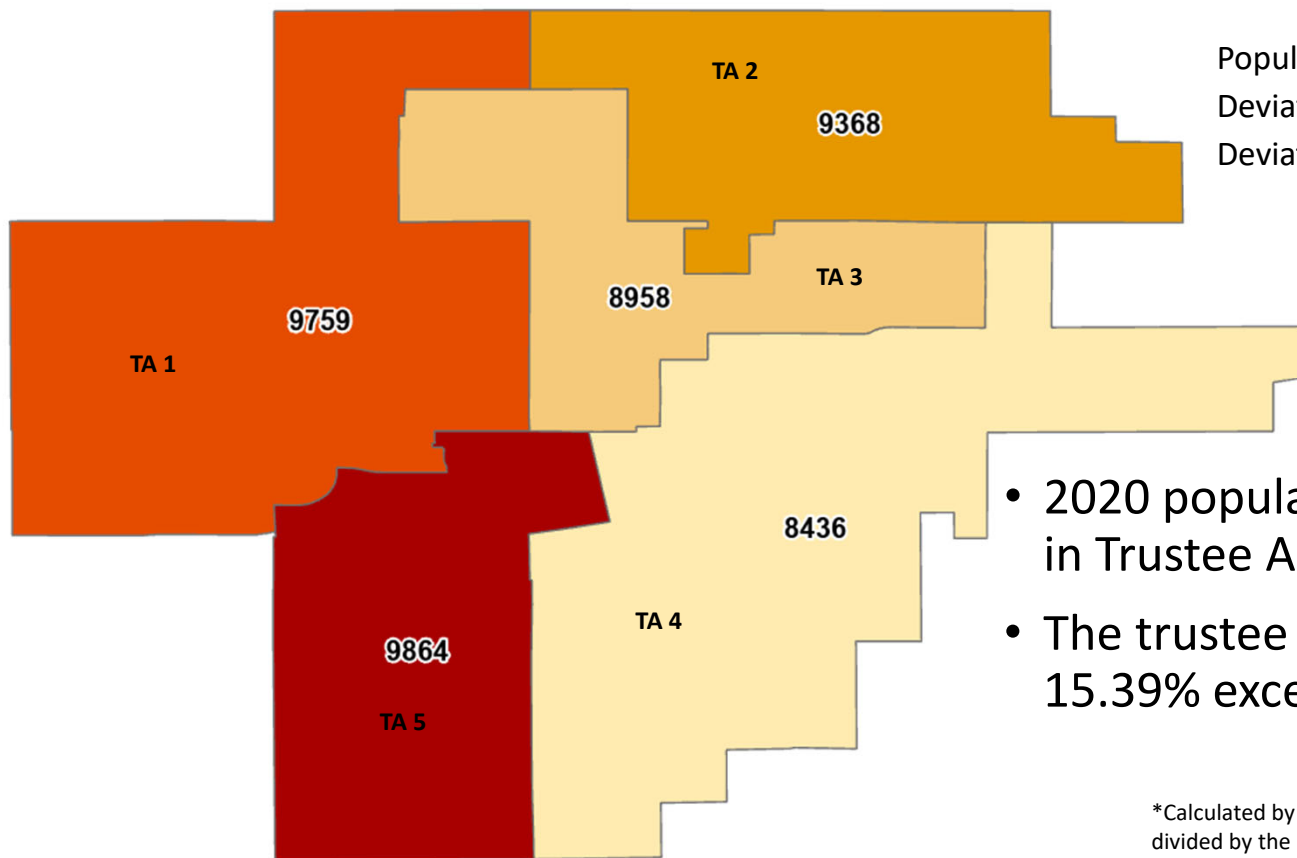 TA 2
9368
Popul
Deviat
Deviat
TA 3
8958
9759
TA 1
8436
TA 4
9864
TA 5
• 2020 popula
in Trustee A
• The trustee
15.39% exce
*Calculated by
divided by the